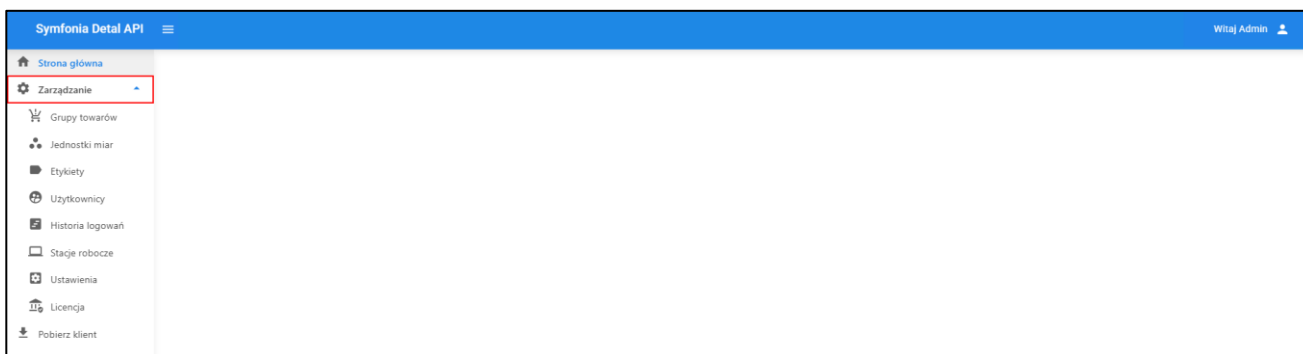 Symfonia Detal API
Witaj Admin
Strona główna
Zarządzanie
Grupy towarów
Jednostki miar
Etykiety
Użytkownicy
Historia logowań
Stacje robocze
Ustawienia
Licencja
Pobierz klient